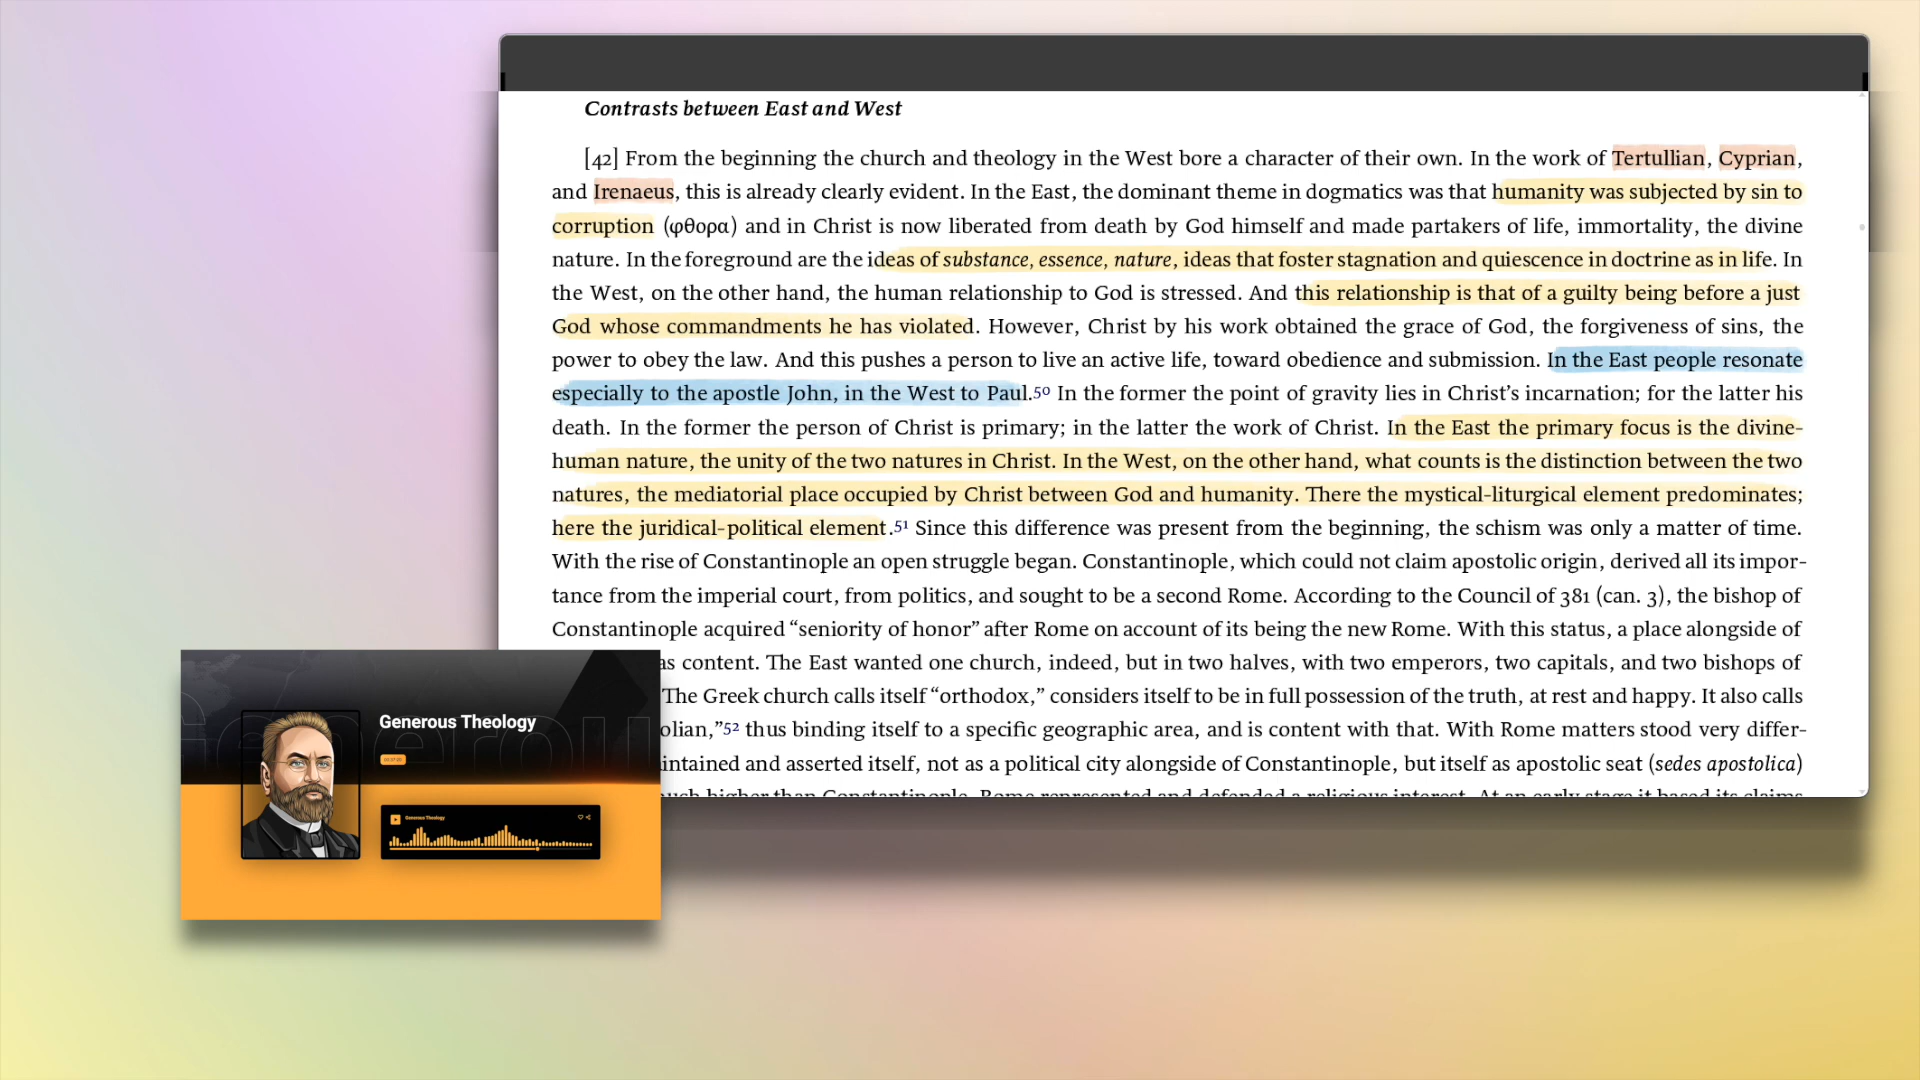 Contrasts between East and West
[42] From the beginning the church and theology in the West bore a character of their own. In the work of Tertullian, Cyprian,
and Irenaeus, this is already clearly evident. In the East, the dominant theme in dogmatics was that humanity was subjected by sin to
corruption (φθορα) and in Christ is now liberated from death by God himself and made partakers of life, immortality, the divine
nature. In the foreground are the ideas of substance, essence, nature, ideas that foster stagnation and quiescence in doctrine as in life. In
the West, on the other hand, the human relationship to God is stressed. And this relationship is that of a guilty being before a just
God whose commandments he has violated. However, Christ by his work obtained the grace of God, the forgiveness of sins, the
power to obey the law. And this pushes a person to live an active life, toward obedience and submission. In the East people resonate
especially to the apostle John, in the West to Paul.50 In the former the point of gravity lies in Christ’s incarnation; for the latter his
death. In the former the person of Christ is primary; in the latter the work of Christ. In the East the primary focus is the divine-
human nature, the unity of the two natures in Christ. In the West, on the other hand, what counts is the distinction between the two
natures, the mediatorial place occupied by Christ between God and humanity. There the mystical-liturgical element predominates;
here the juridical-political element.51 Since this difference was present from the beginning, the schism was only a matter of time.
With the rise of Constantinople an open struggle began. Constantinople, which could not claim apostolic origin, derived all its impor-
tance from the imperial court, from politics, and sought to be a second Rome. According to the Council of 381 (can. 3), the bishop of
Constantinople acquired “seniority of honor” after Rome on account of its being the new Rome. With this status, a place alongside of
as content. The East wanted one church, indeed, but in two halves, with two emperors, two capitals, and two bishops of
The Greek church calls itself “orthodox,” considers itself to be in full possession of the truth, at rest and happy. It also calls
olian,”52 thus binding itself to a specific geographic area, and is content with that. With Rome matters stood very differ-
intained and asserted itself, not as a political city alongside of Constantinople, but itself as apostolic seat (sedes apostolica)
much higher than Constantinople. Rome represented and defended a religious interest. At an early stage it based its claims
Generous Theology
Generous Theology